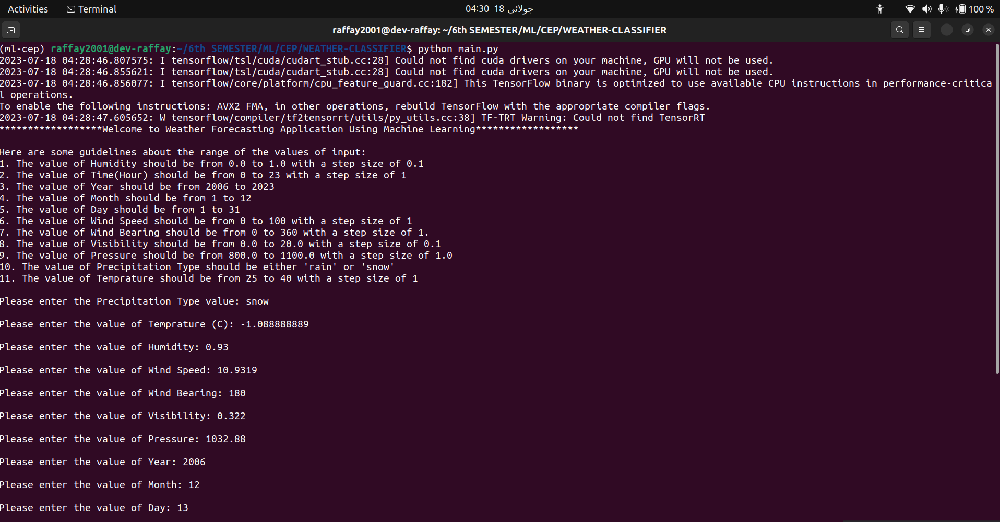 Activities Terminal 04:30 18 جولائی 100 %
raffay2001@dev-raffay: ~/6th SEMESTER/ML/CEP/WEATHER-CLASSIFIER
(ml-cep) raffay2001@dev-raffay:~/6th SEMESTER/ML/CEP/WEATHER-CLASSIFIER$ python main.py
2023-07-18 04:28:46.807575: I tensorflow/tsl/cuda/cudart_stub.cc:28] Could not find cuda drivers on your machine, GPU will not be used.
2023-07-18 04:28:46.855621: I tensorflow/tsl/cuda/cudart_stub.cc:28] Could not find cuda drivers on your machine, GPU will not be used.
2023-07-18 04:28:46.856077: I tensorflow/core/platform/cpu_feature_guard.cc:182] This TensorFlow binary is optimized to use available CPU instructions in performance-critica
l operations.
To enable the following instructions: AVX2 FMA, in other operations, rebuild TensorFlow with the appropriate compiler flags.
2023-07-18 04:28:47.605652: W tensorflow/compiler/tf2tensorrt/utils/py_utils.cc:38] TF-TRT Warning: Could not find TensorRT
******************Welcome to Weather Forecasting Application Using Machine Learning******************
Here are some guidelines about the range of the values of input:
1. The value of Humidity should be from 0.0 to 1.0 with a step size of 0.1
2. The value of Time(Hour) should be from 0 to 23 with a step size of 1
3. The value of Year should be from 2006 to 2023
4. The value of Month should be from 1 to 12
5. The value of Day should be from 1 to 31
6. The value of Wind Speed should be from 0 to 100 with a step size of 1
7. The value of Wind Bearing should be from 0 to 360 with a step size of 1.
8. The value of Visibility should be from 0.0 to 20.0 with a step size of 0.1
9. The value of Pressure should be from 800.0 to 1100.0 with a step size of 1.0
10. The value of Precipitation Type should be either 'rain' or 'snow'
11. The value of Temprature should be from 25 to 40 with a step size of 1
Please enter the Precipitation Type value: snow
Please enter the value of Temprature (C): -1.088888889
Please enter the value of Humidity: 0.93
Please enter the value of Wind Speed: 10.9319
Please enter the value of Wind Bearing: 180
Please enter the value of Visibility: 0.322
Please enter the value of Pressure: 1032.88
Please enter the value of Year: 2006
Please enter the value of Month: 12
Please enter the value of Day: 13